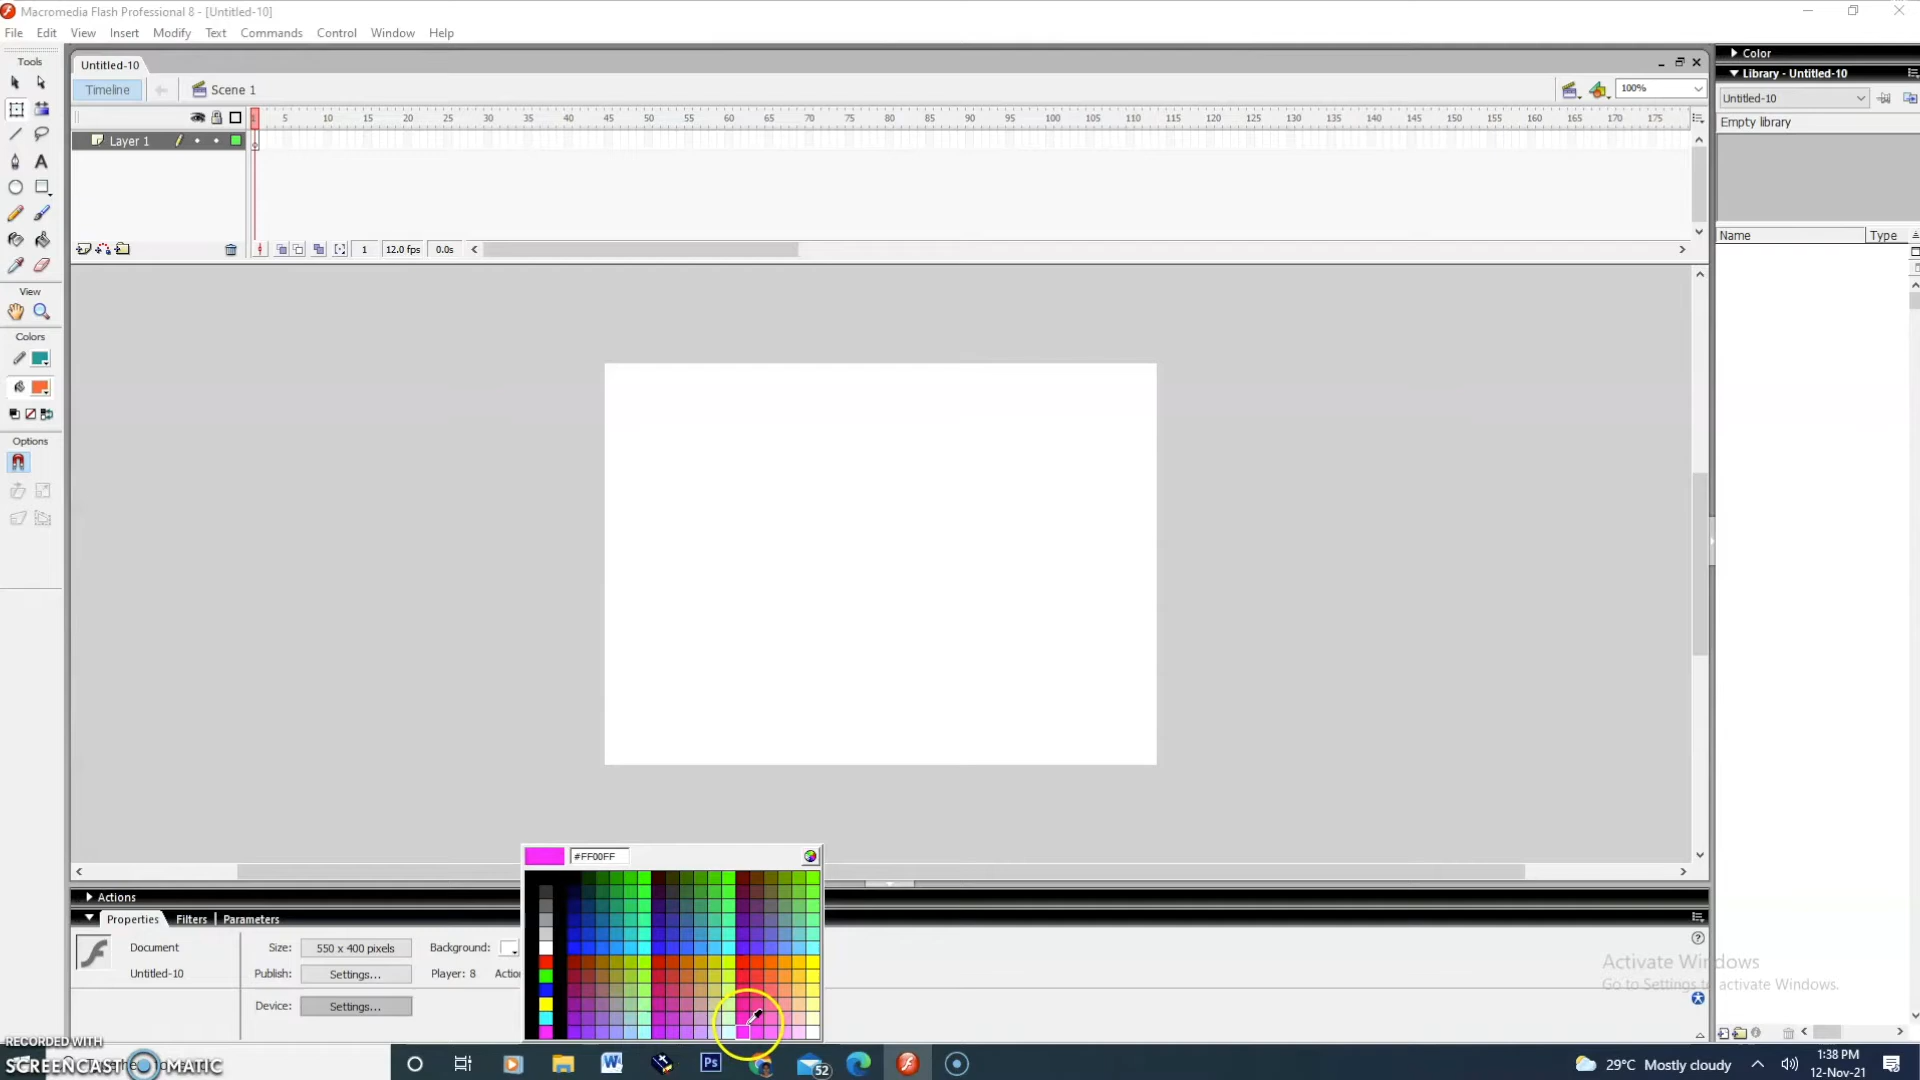 Macromedia Flash Professional 8 - [Untitled-10]
File Edit View Insert Modify Text Commands Control Window Help
Tools
Untitled-10
Timeline
Scene 1
100%
1 5 10 15 20 25 30 35 40 45 50 55 60 65 70 75 80 85 90 95 100 105 110 115 120 125 130 135 140 145 150 155 160 165 170 175
Layer 1
1 12.0 fps 0.0s
View
Colors
Options
Color
Library - Untitled-10
Untitled-10
Empty library
Name Type
#FF00FF
Actions
Properties Filters Parameters
Document
Untitled-10
Size: 550 x 400 pixels Background:
Publish: Settings... Player: 8
Device: Settings...
Activate Windows
Go to Settings to activate Windows.
RECORDED WITH
SCREENCAST MATIC
52
29°C Mostly cloudy
1:38 PM
12-Nov-21